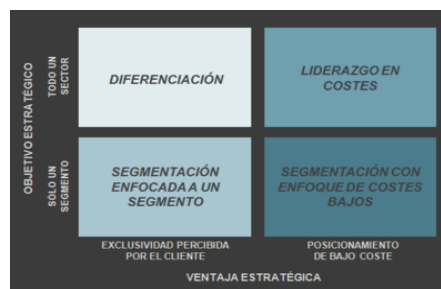 OBJETIVO ESTRATÉGICO
TODO UN
SECTOR
DIFERENCIACIÓN
LIDERAZGO EN
COSTES
SÓLO UN
SEGMENTO
SEGMENTACIÓN
ENFOCADA A UN
SEGMENTO
SEGMENTACIÓN CON
ENFOQUE DE COSTES
BAJOS
EXCLUSIVIDAD PERCIBIDA
POR EL CLIENTE
POSICIONAMIENTO
DE BAJO COSTE
VENTAJA ESTRATÉGICA